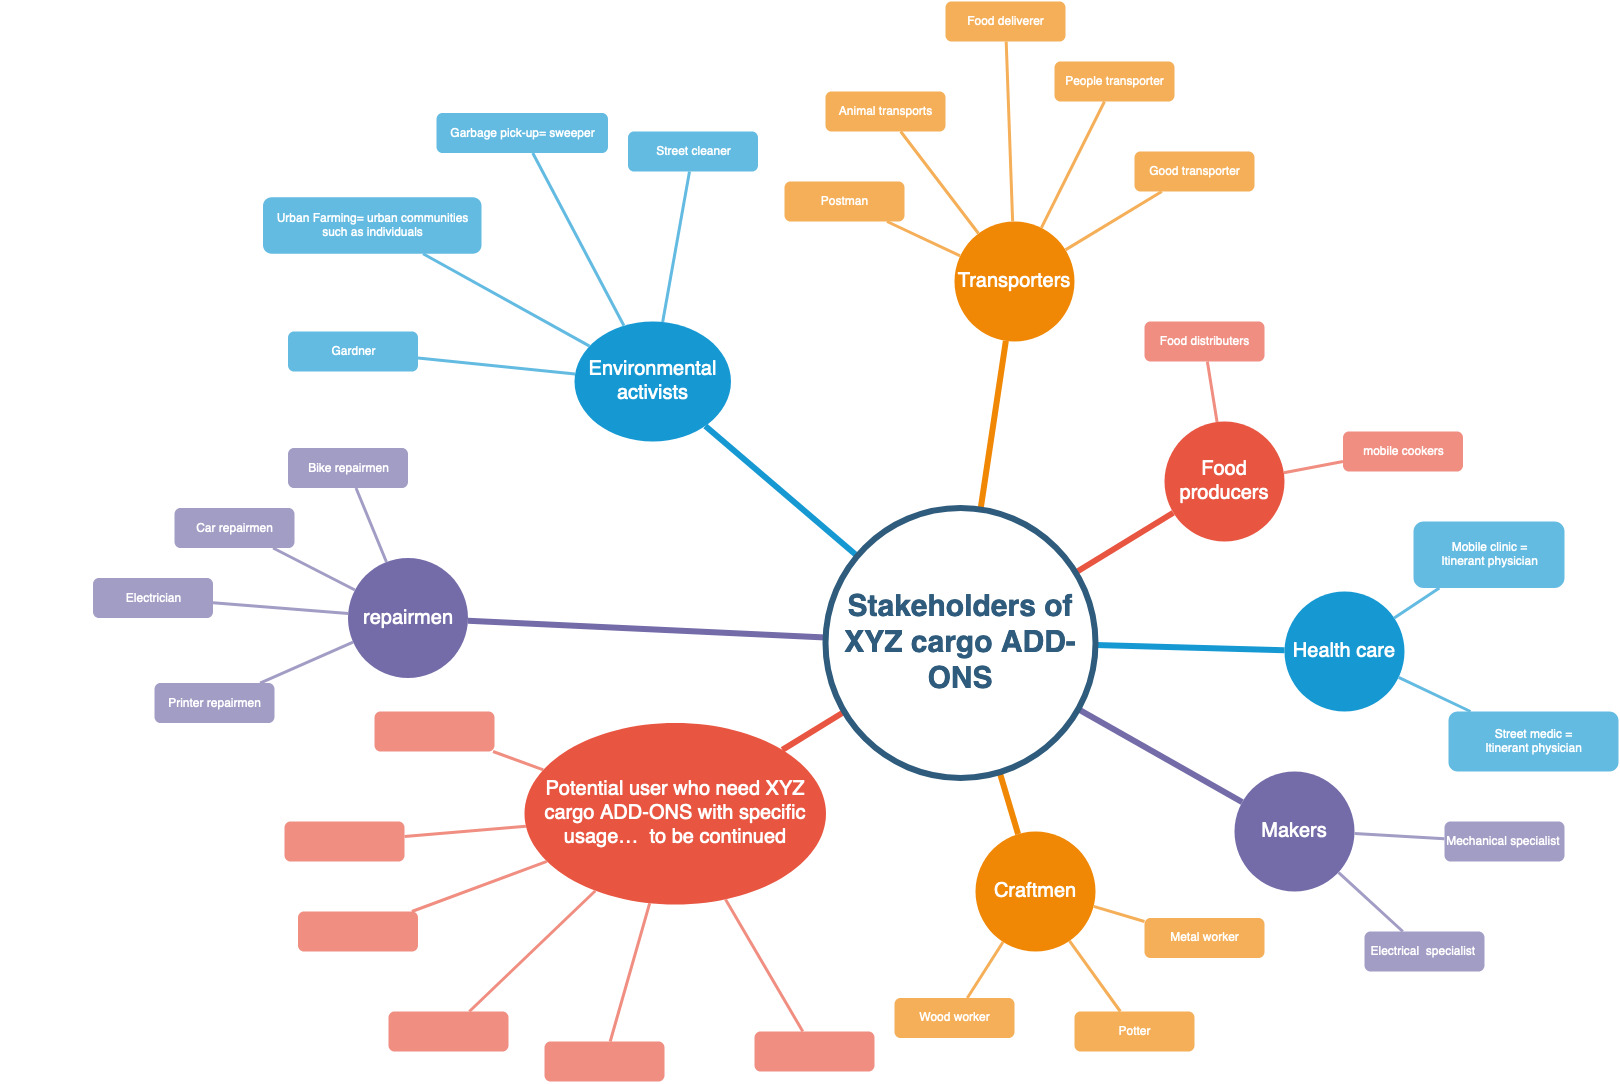 Food deliverer
People transporter
Animal transports
Good transporter
Postman
Transporters
Garbage pick-up= sweeper
Street cleaner
Urban Farming= urban communities
such as individuals
Gardner
Environmental
activists
Food distributers
mobile cookers
Food
producers
Bike repairmen
Car repairmen
Electrician
Printer repairmen
repairmen
Stakeholders of
XYZ cargo ADD-
ONS
Mobile clinic =
Itinerant physician
Health care
Street medic =
Itinerant physician
Potential user who need XYZ
cargo ADD-ONS with specific
usage...  to be continued
Makers
Mechanical specialist
Electrical  specialist
Craftmen
Metal worker
Wood worker
Potter